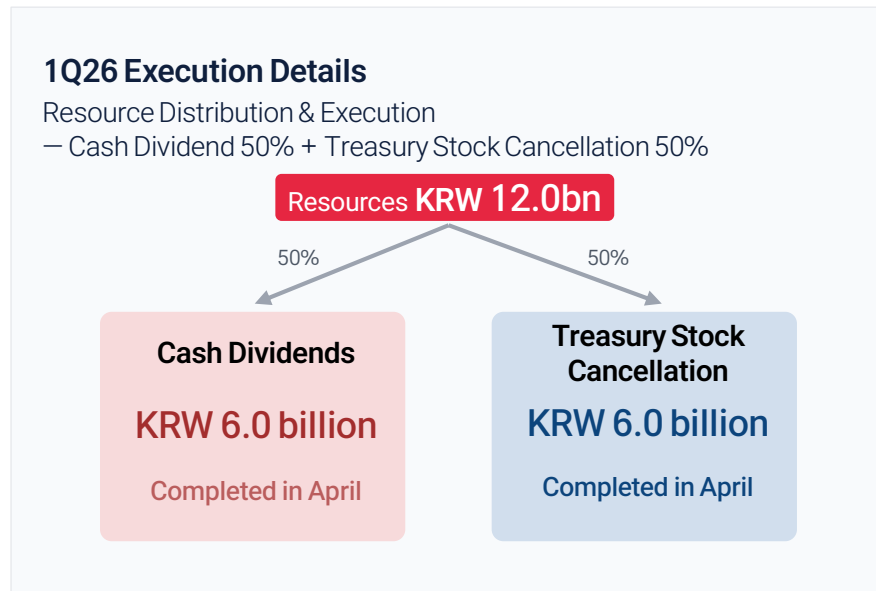 1Q26 Execution Details
Resource Distribution & Execution
— Cash Dividend 50% + Treasury Stock Cancellation 50%
Resources KRW 12.0bn
50%
50%
Cash Dividends
KRW 6.0 billion
Completed in April
Treasury Stock
Cancellation
KRW 6.0 billion
Completed in April